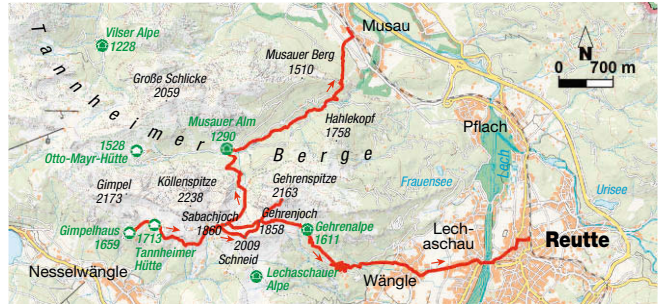 Tannheimer
Berge
Vilser Alpe
1228
Musau
N
0 700 m
Musauer Berg
1510
Große Schlicke
2059
Musauer Alm
1290
Hahlekopf
1758
Pflach
1528
Otto-Mayr-Hütte
Lech
Gimpel
2173
Köllenspitze
2238
Gehrenspitze
2163
Frauensee
Urisee
Gimpelhaus
1659
1713
Tannheimer
Hütte
Sabachjoch
1860
Gehrenjoch
1858
Gehrenalpe
1611
Lech-
aschau
Reutte
2009
Schneid
Nesselwängle
Lechaschauer
Alpe
Wängle